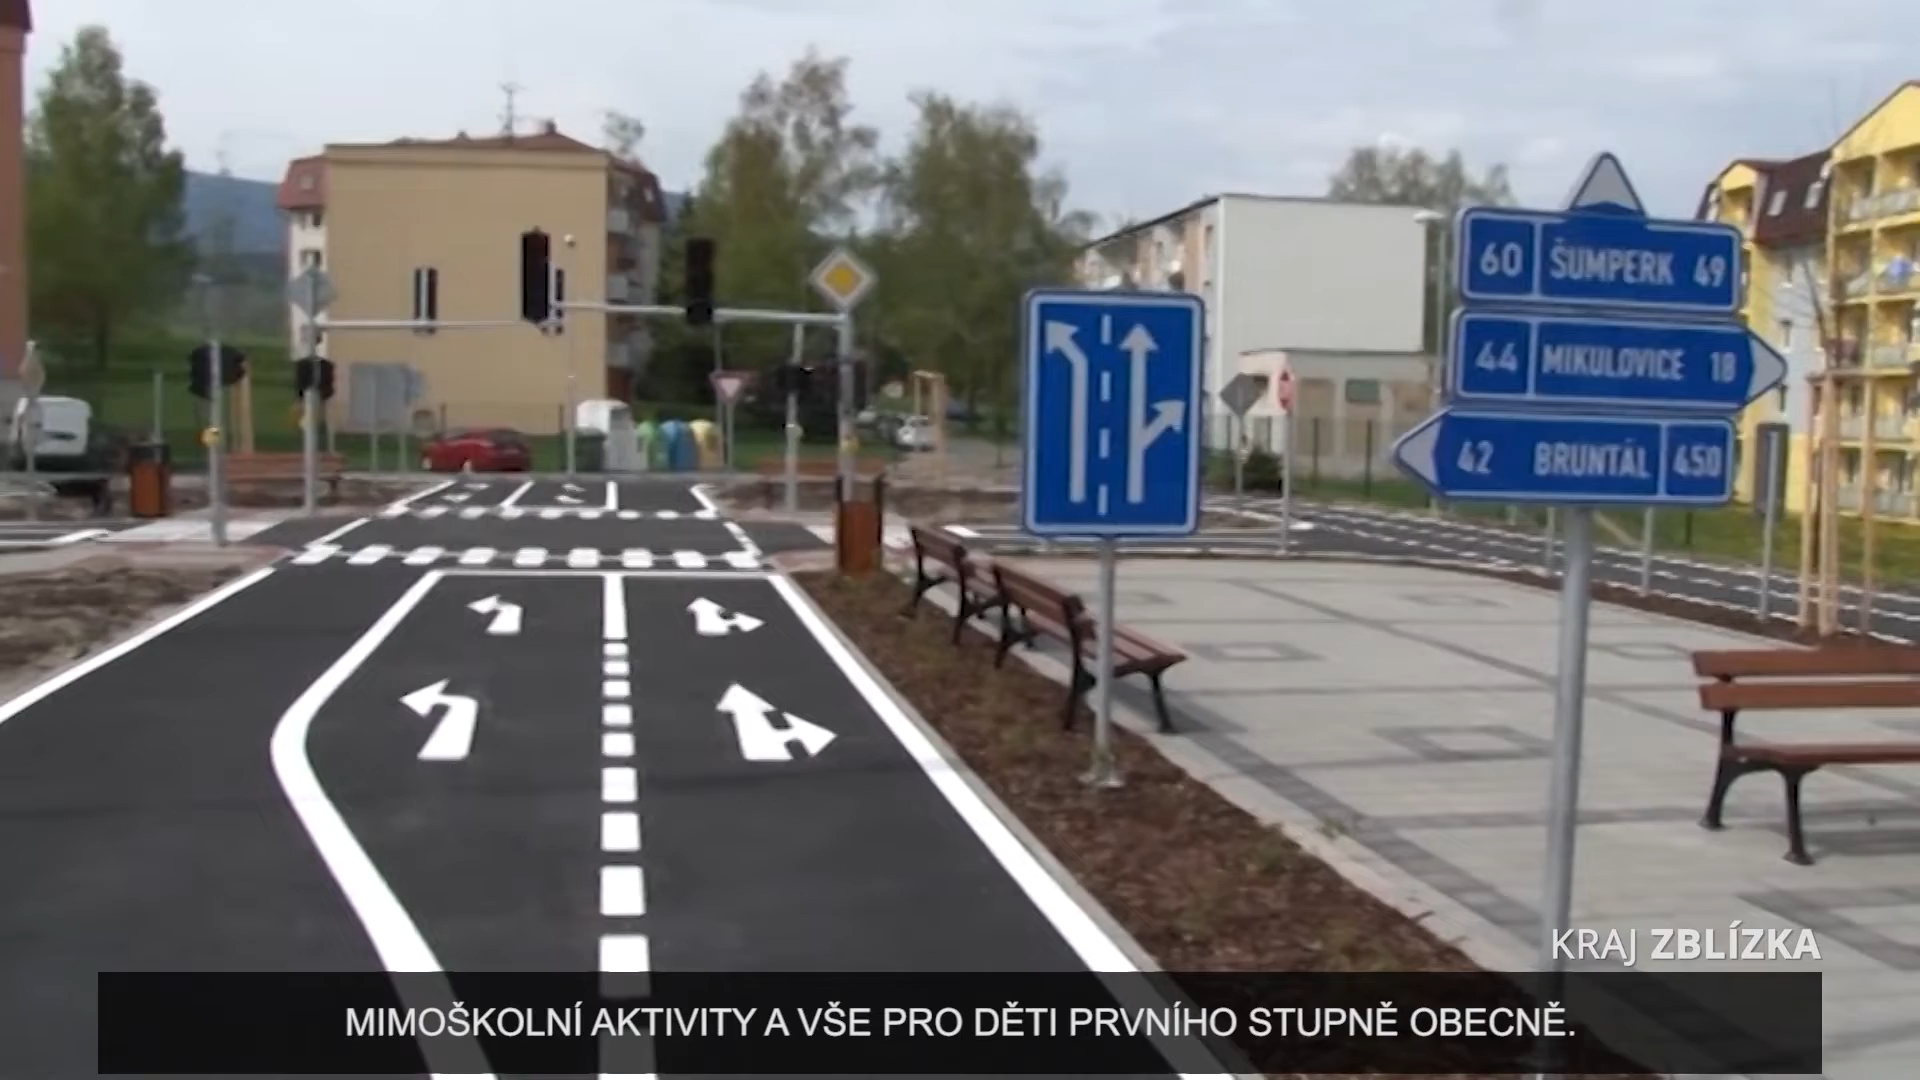 60 ŠUMPERK 49
44 MIKULOVICE 18
42 BRUNTÁL 450
KRAJ ZBLÍZKA
MIMOŠKOLNÍ AKTIVITY A VŠE PRO DĚTI PRVNÍHO STUPNĚ OBECNĚ.